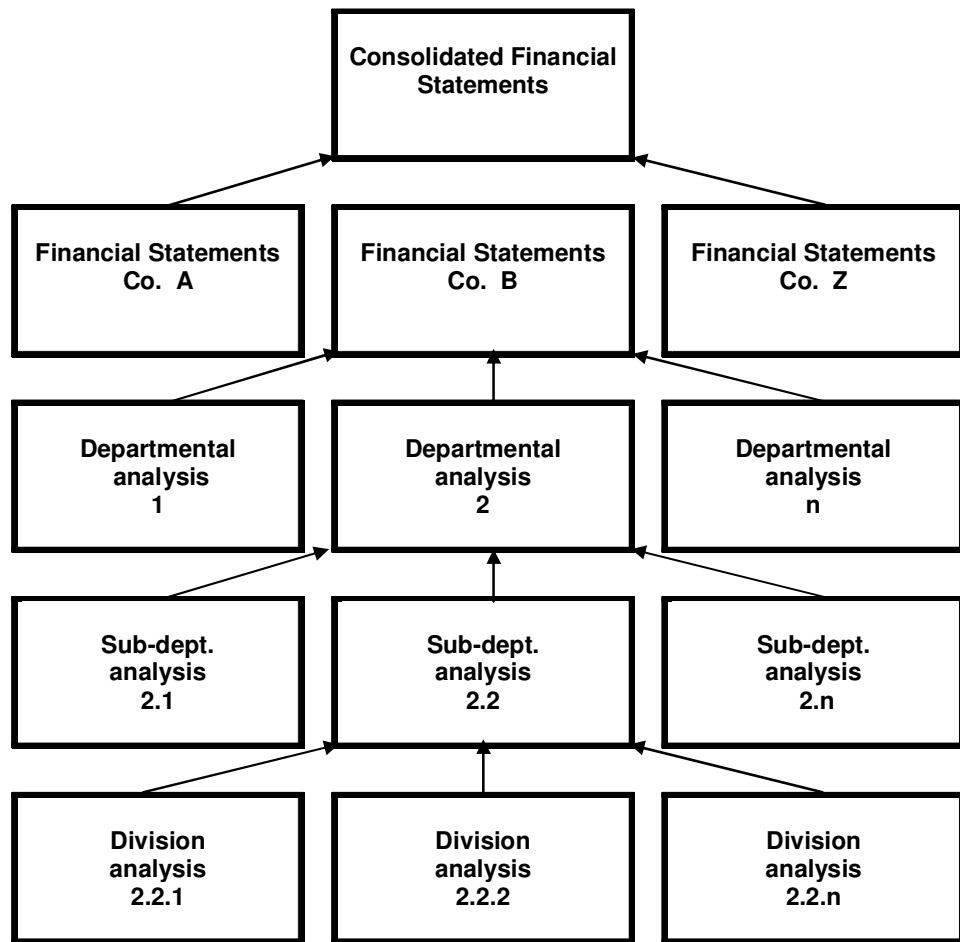 Consolidated Financial
Statements
Financial Statements
Co. A
Financial Statements
Co. B
Financial Statements
Co. Z
Departmental
analysis
1
Departmental
analysis
2
Departmental
analysis
n
Sub-dept.
analysis
2.1
Sub-dept.
analysis
2.2
Sub-dept.
analysis
2.n
Division
analysis
2.2.1
Division
analysis
2.2.2
Division
analysis
2.2.n